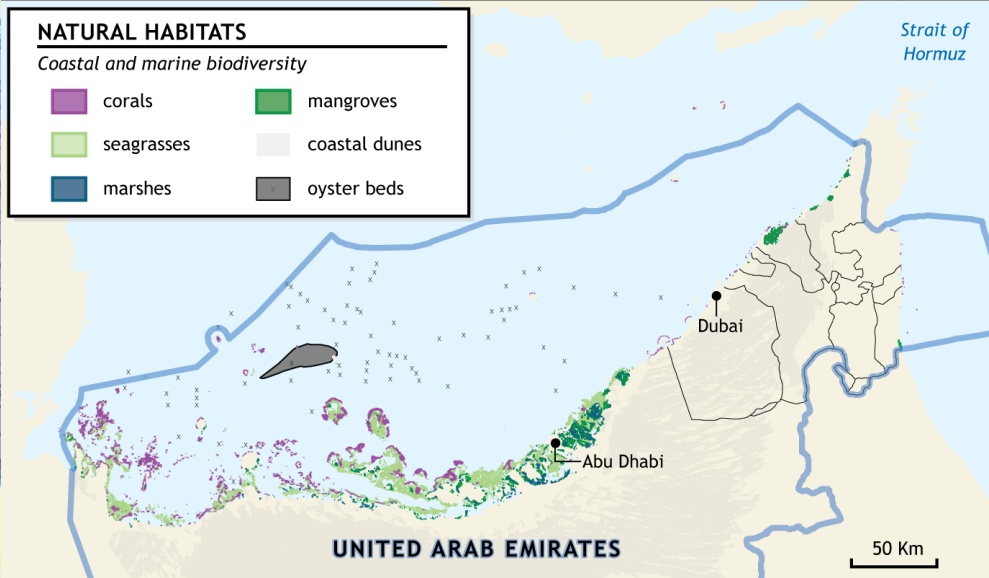 NATURAL HABITATS
Coastal and marine biodiversity
corals
mangroves
seagrasses
coastal dunes
marshes
x
oyster beds
Strait of
Hormuz
Dubai
Abu Dhabi
UNITED ARAB EMIRATES
50 Km